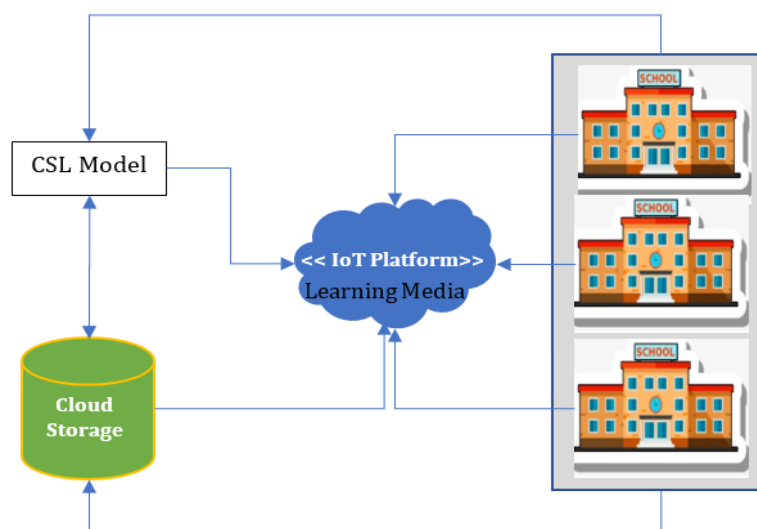 SCHOOL
CSL Model
SCHOOL
<< IoT Platform>>
Learning Media
SCHOOL
Cloud
Storage